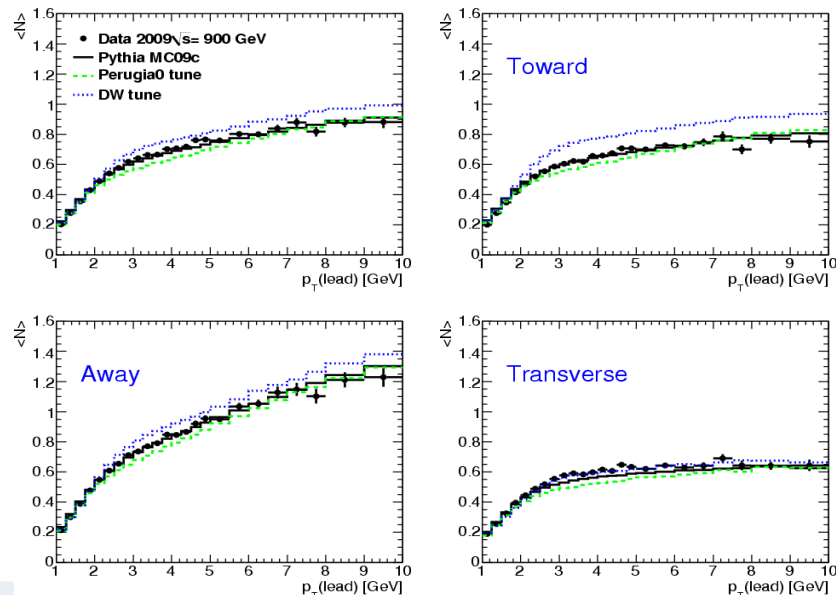 <N>
1.6
1.4
1.2
1
0.8
0.6
0.4
0.2
0
Data 2009√s= 900 GeV
Pythia MC09c
Perugia0 tune
DW tune
1 2 3 4 5 6 7 8 9 10
p_T(lead) [GeV]
<N>
1.6
1.4
1.2
1
0.8
0.6
0.4
0.2
0
Toward
1 2 3 4 5 6 7 8 9 10
p_T(lead) [GeV]
<N>
1.6
1.4
1.2
1
0.8
0.6
0.4
0.2
0
Away
1 2 3 4 5 6 7 8 9 10
p_T(lead) [GeV]
<N>
1.6
1.4
1.2
1
0.8
0.6
0.4
0.2
0
Transverse
1 2 3 4 5 6 7 8 9 10
p_T(lead) [GeV]